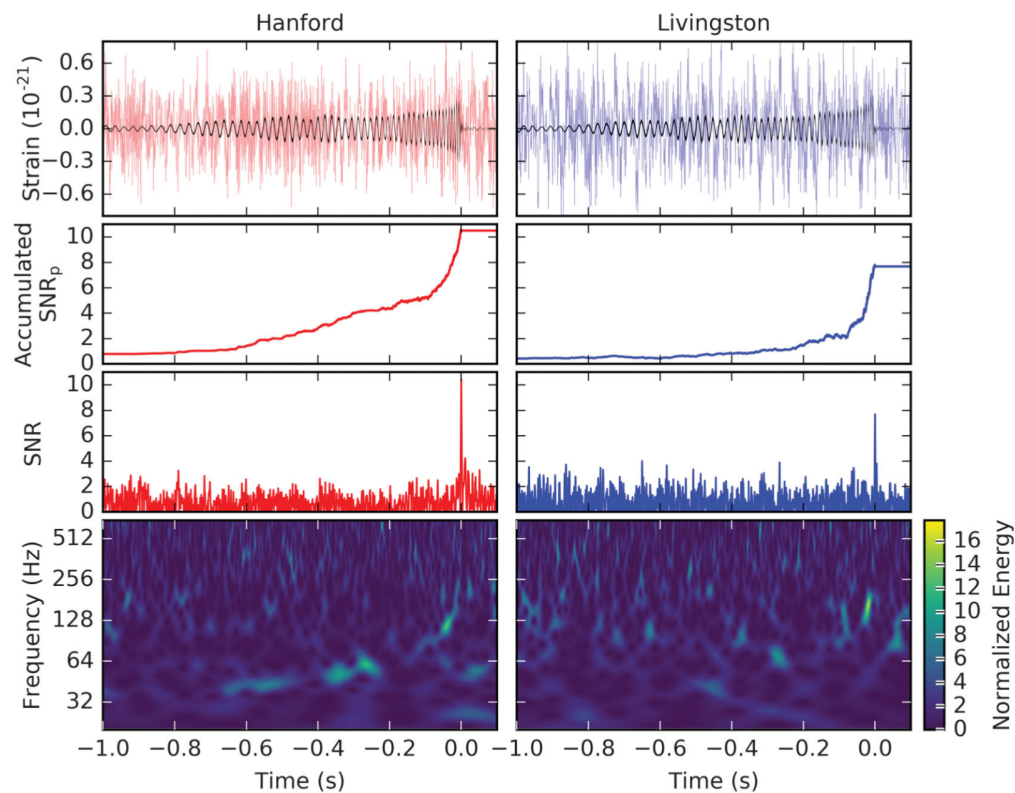 Hanford
Livingston
Strain (10⁻²¹)
0.6
0.3
0.0
−0.3
−0.6
Accumulated
SNRₚ
10
8
6
4
2
0
SNR
10
8
6
4
2
0
Frequency (Hz)
512
256
128
64
32
−1.0 −0.8 −0.6 −0.4 −0.2 0.0
Time (s)
−1.0 −0.8 −0.6 −0.4 −0.2 0.0
Time (s)
16
14
12
10
8
6
4
2
0
Normalized Energy